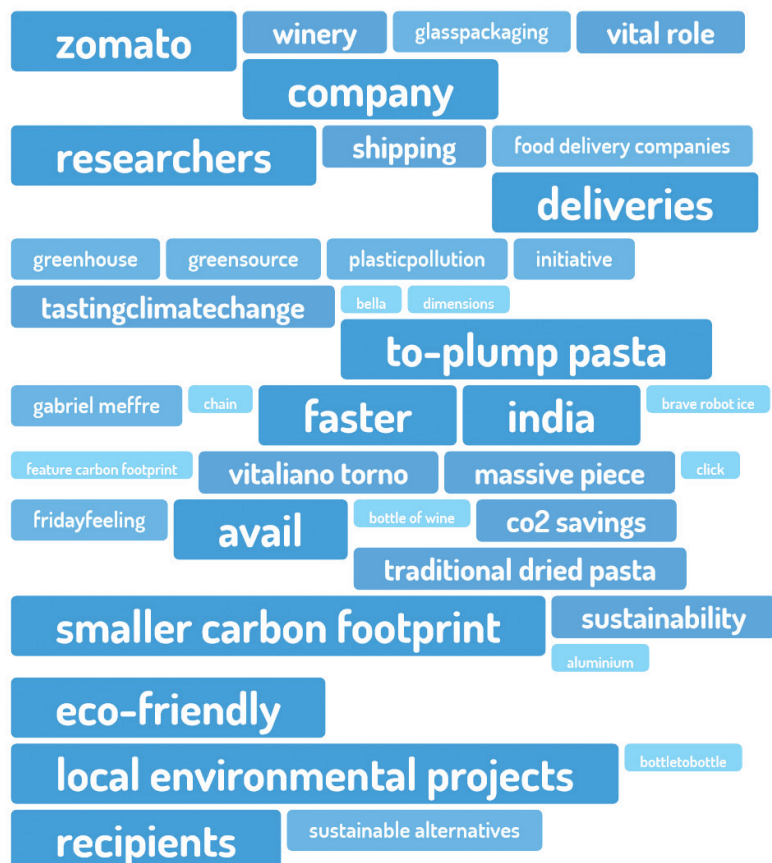 zomato winery glasspackaging vital role
company
researchers shipping food delivery companies
deliveries
greenhouse greensource plasticpollution initiative
tastingclimatechange bella dimensions
to-plump pasta
gabriel meffre chain faster india brave robot ice
feature carbon footprint vitaliano torno massive piece click
fridayfeeling avail bottle of wine co2 savings
traditional dried pasta
smaller carbon footprint sustainability
aluminium
eco-friendly
local environmental projects bottletobottle
recipients sustainable alternatives